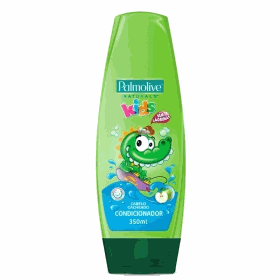 Palmolive
NATURALS
Kids
CABELO
CACHEADO
CONDICIONADOR
350ml